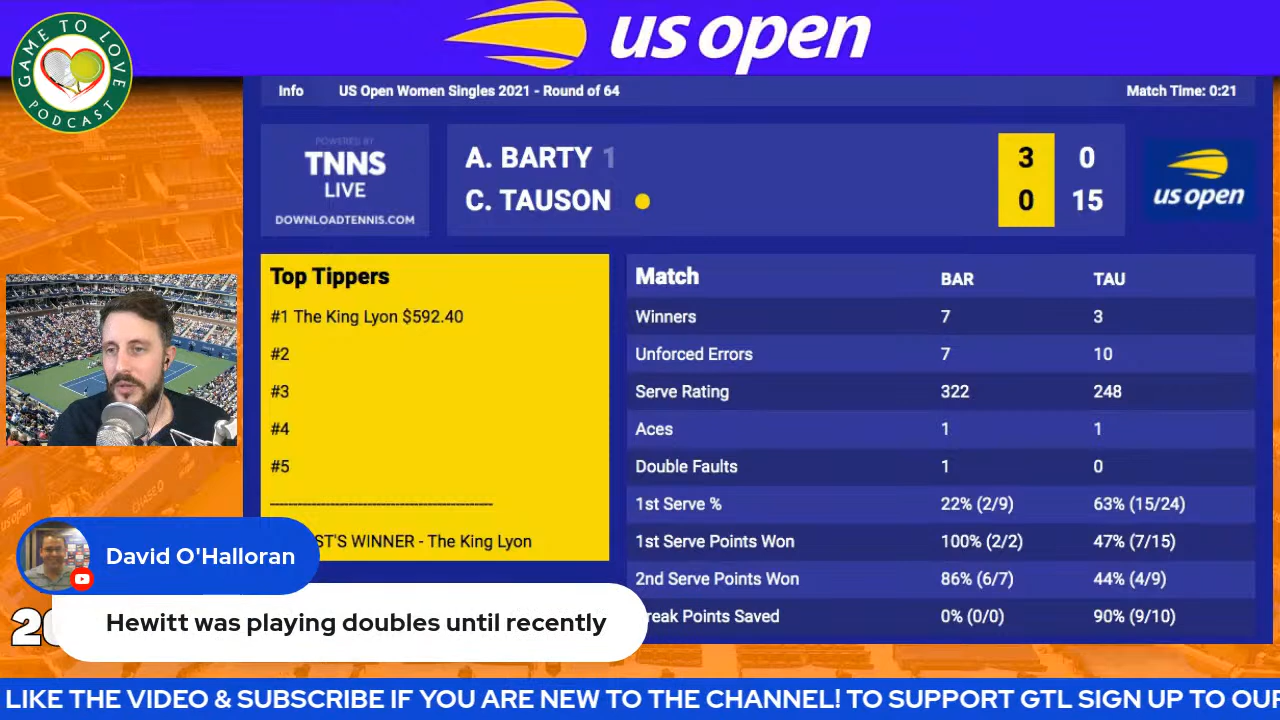 GAME TO LOVE
PODCAST
us open
Info US Open Women Singles 2021 - Round of 64 Match Time: 0:21
POWERED BY
TNNS
LIVE
DOWNLOADTENNIS.COM
A. BARTY 1 3 0
C. TAUSON 0 15
us open
Top Tippers
#1 The King Lyon $592.40
#2
#3
#4
#5
ST'S WINNER - The King Lyon
Match BAR TAU
Winners 7 3
Unforced Errors 7 10
Serve Rating 322 248
Aces 1 1
Double Faults 1 0
1st Serve % 22% (2/9) 63% (15/24)
1st Serve Points Won 100% (2/2) 47% (7/15)
2nd Serve Points Won 86% (6/7) 44% (4/9)
reak Points Saved 0% (0/0) 90% (9/10)
us open
CHASE
David O'Halloran
Hewitt was playing doubles until recently
LIKE THE VIDEO & SUBSCRIBE IF YOU ARE NEW TO THE CHANNEL! TO SUPPORT GTL SIGN UP TO OUR